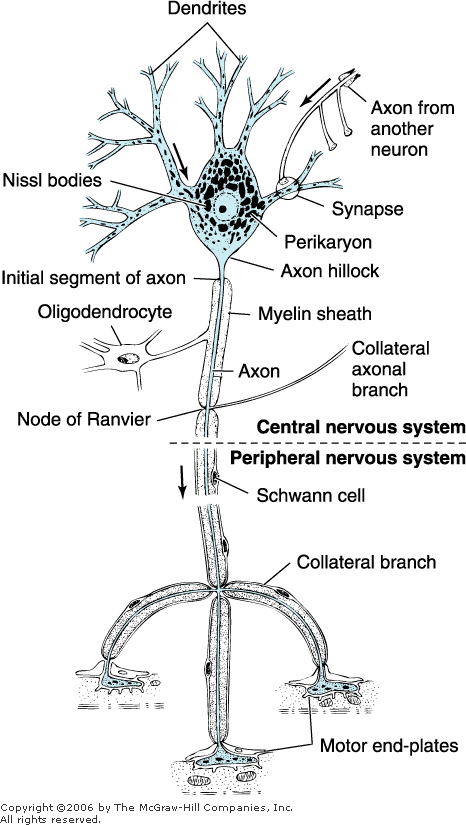 Dendrites
Axon from
another
neuron
Nissl bodies
Synapse
Perikaryon
Axon hillock
Initial segment of axon
Oligodendrocyte
Myelin sheath
Collateral
axonal
branch
Axon
Node of Ranvier
Central nervous system
Peripheral nervous system
Schwann cell
Collateral branch
Motor end-plates
Copyright ©2006 by The McGraw-Hill Companies, Inc.
All rights reserved.